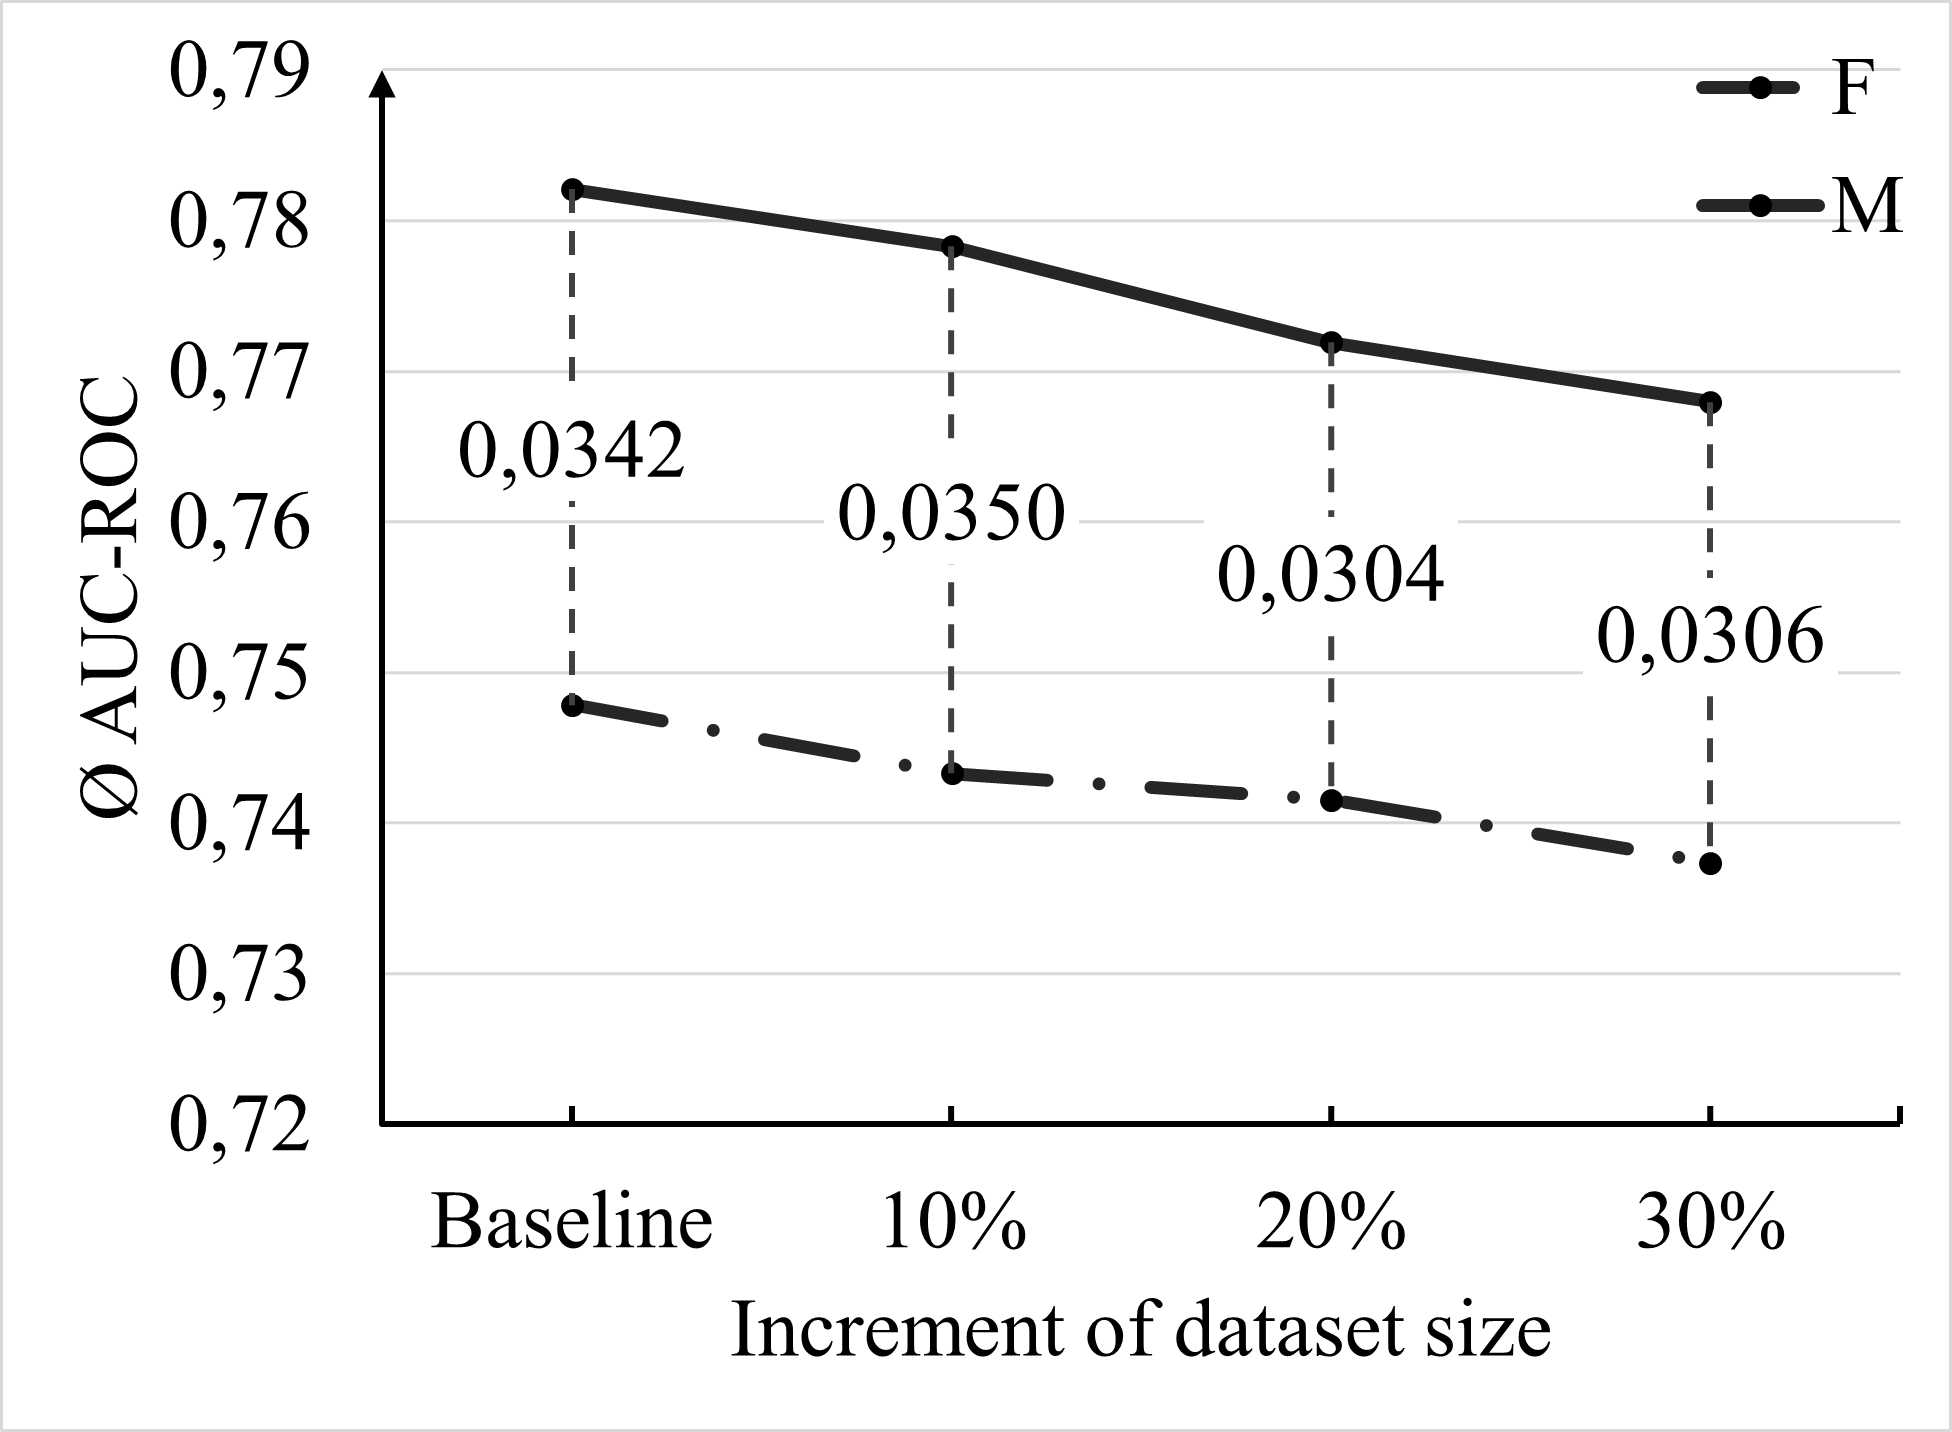 0,79
0,78
0,77
0,76
0,75
0,74
0,73
0,72
Ø AUC-ROC
F
M
0,0342
0,0350
0,0304
0,0306
Baseline 10% 20% 30%
Increment of dataset size